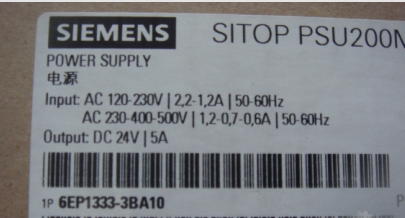 SIEMENS SITOP PSU200
POWER SUPPLY
电源
Input: AC 120-230V | 2,2-1,2A | 50-60Hz
AC 230-400-500V | 1,2-0,7-0,6A | 50-60Hz
Output: DC 24V | 5A
1P 6EP1333-3BA10 P